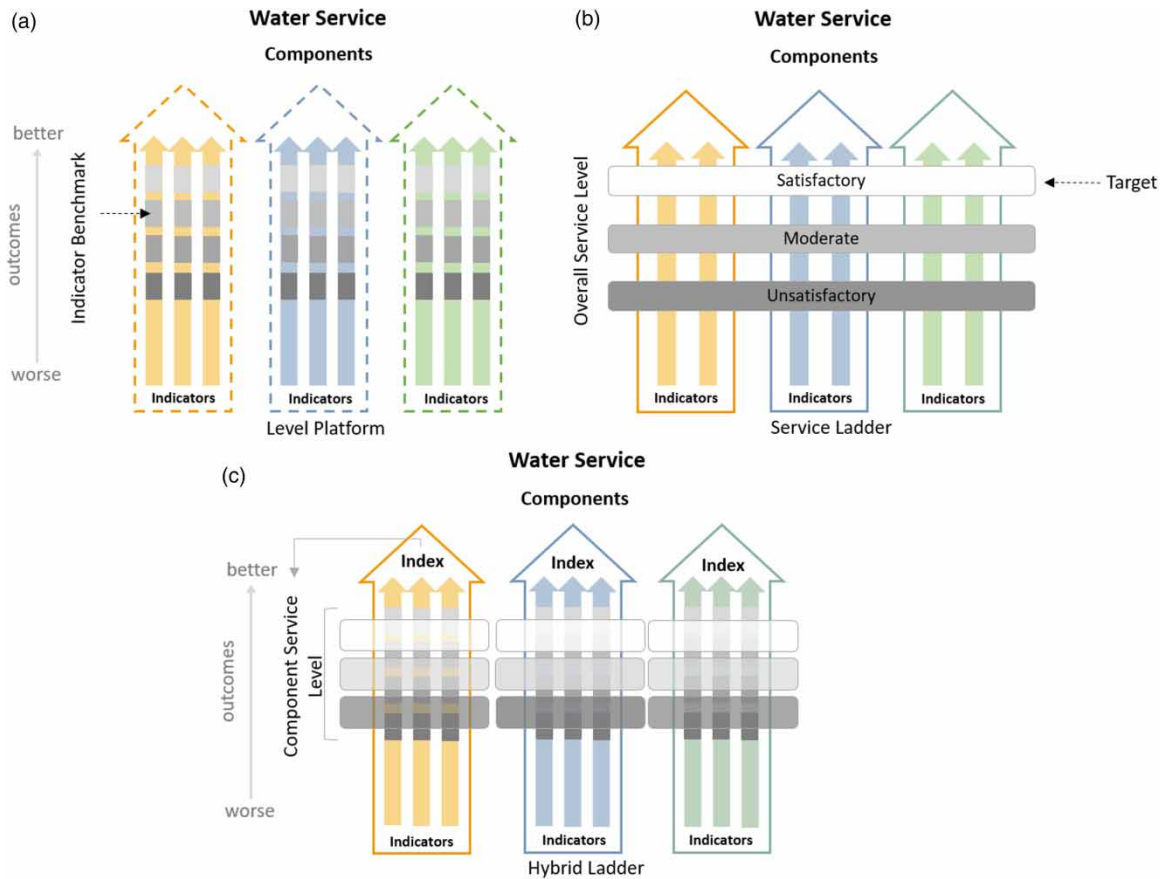 (a)
Water Service
Components
better
outcomes
worse
Indicator Benchmark
Indicators
Indicators
Indicators
Level Platform
(b)
Water Service
Components
Overall Service Level
Satisfactory
Target
Moderate
Unsatisfactory
Indicators
Indicators
Indicators
Service Ladder
(c)
Water Service
Components
better
outcomes
worse
Component Service
Level
Index
Index
Index
Indicators
Indicators
Indicators
Hybrid Ladder